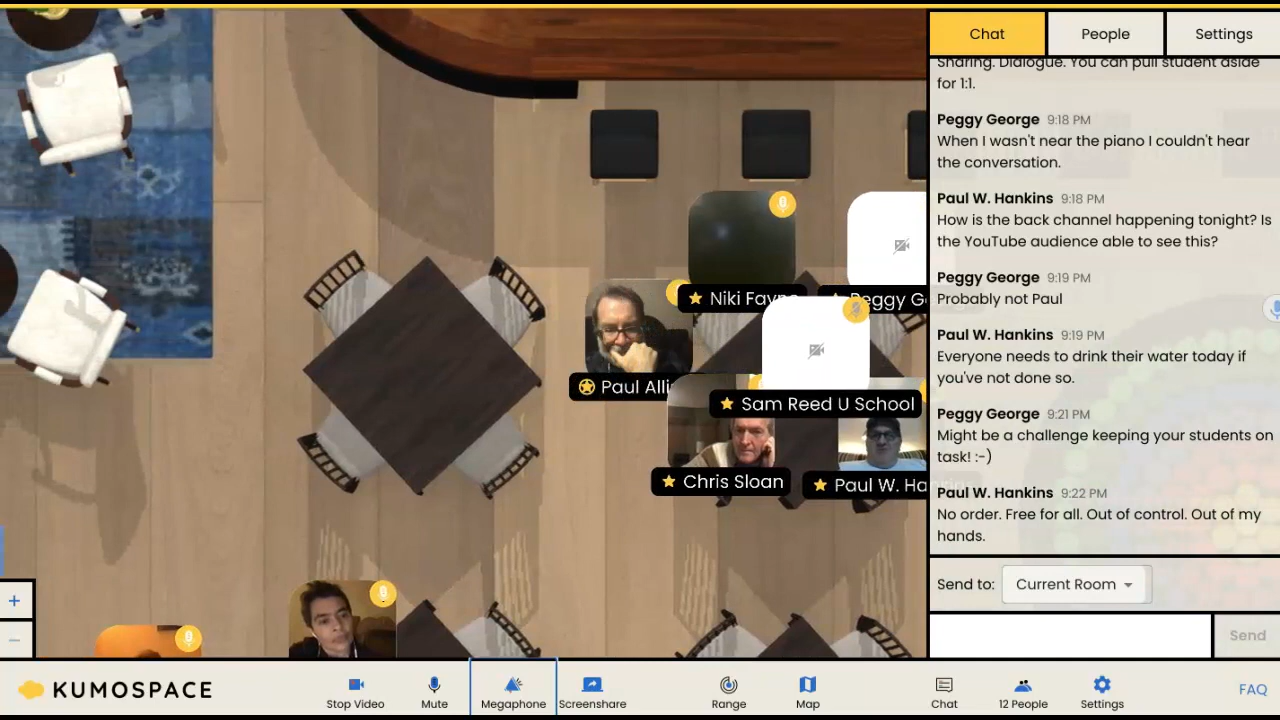 Chat
People
Settings
Sharing. Dialogue. You can pull student aside
for 1:1.
Peggy George 9:18 PM
When I wasn't near the piano I couldn't hear
the conversation.
Paul W. Hankins 9:18 PM
How is the back channel happening tonight? Is
the YouTube audience able to see this?
Peggy George 9:19 PM
Probably not Paul
Paul W. Hankins 9:19 PM
Everyone needs to drink their water today if
you've not done so.
Peggy George 9:21 PM
Might be a challenge keeping your students on
task! :-)
Paul W. Hankins 9:22 PM
No order. Free for all. Out of control. Out of my
hands.
Send to: Current Room
Send
Niki Fayne
Peggy G
Paul Alli
Sam Reed U School
Chris Sloan
Paul W. Han
+
−
KUMOSPACE
Stop Video
Mute
Megaphone
Screenshare
Range
Map
Chat
12 People
Settings
FAQ